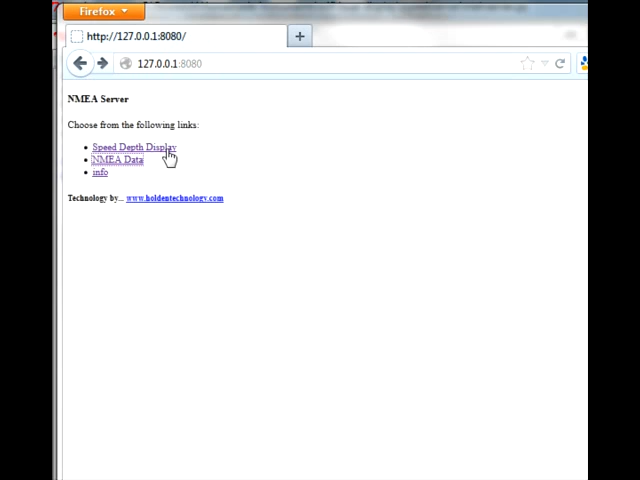 Firefox
http://127.0.0.1:8080/
127.0.0.1:8080
NMEA Server
Choose from the following links:
Speed Depth Display
NMEA Data
info
Technology by... www.holdentechnology.com